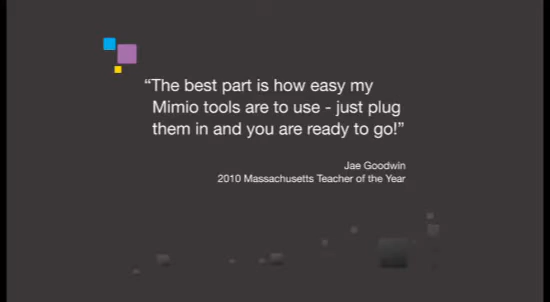 “The best part is how easy my
Mimio tools are to use - just plug
them in and you are ready to go!”
Jae Goodwin
2010 Massachusetts Teacher of the Year